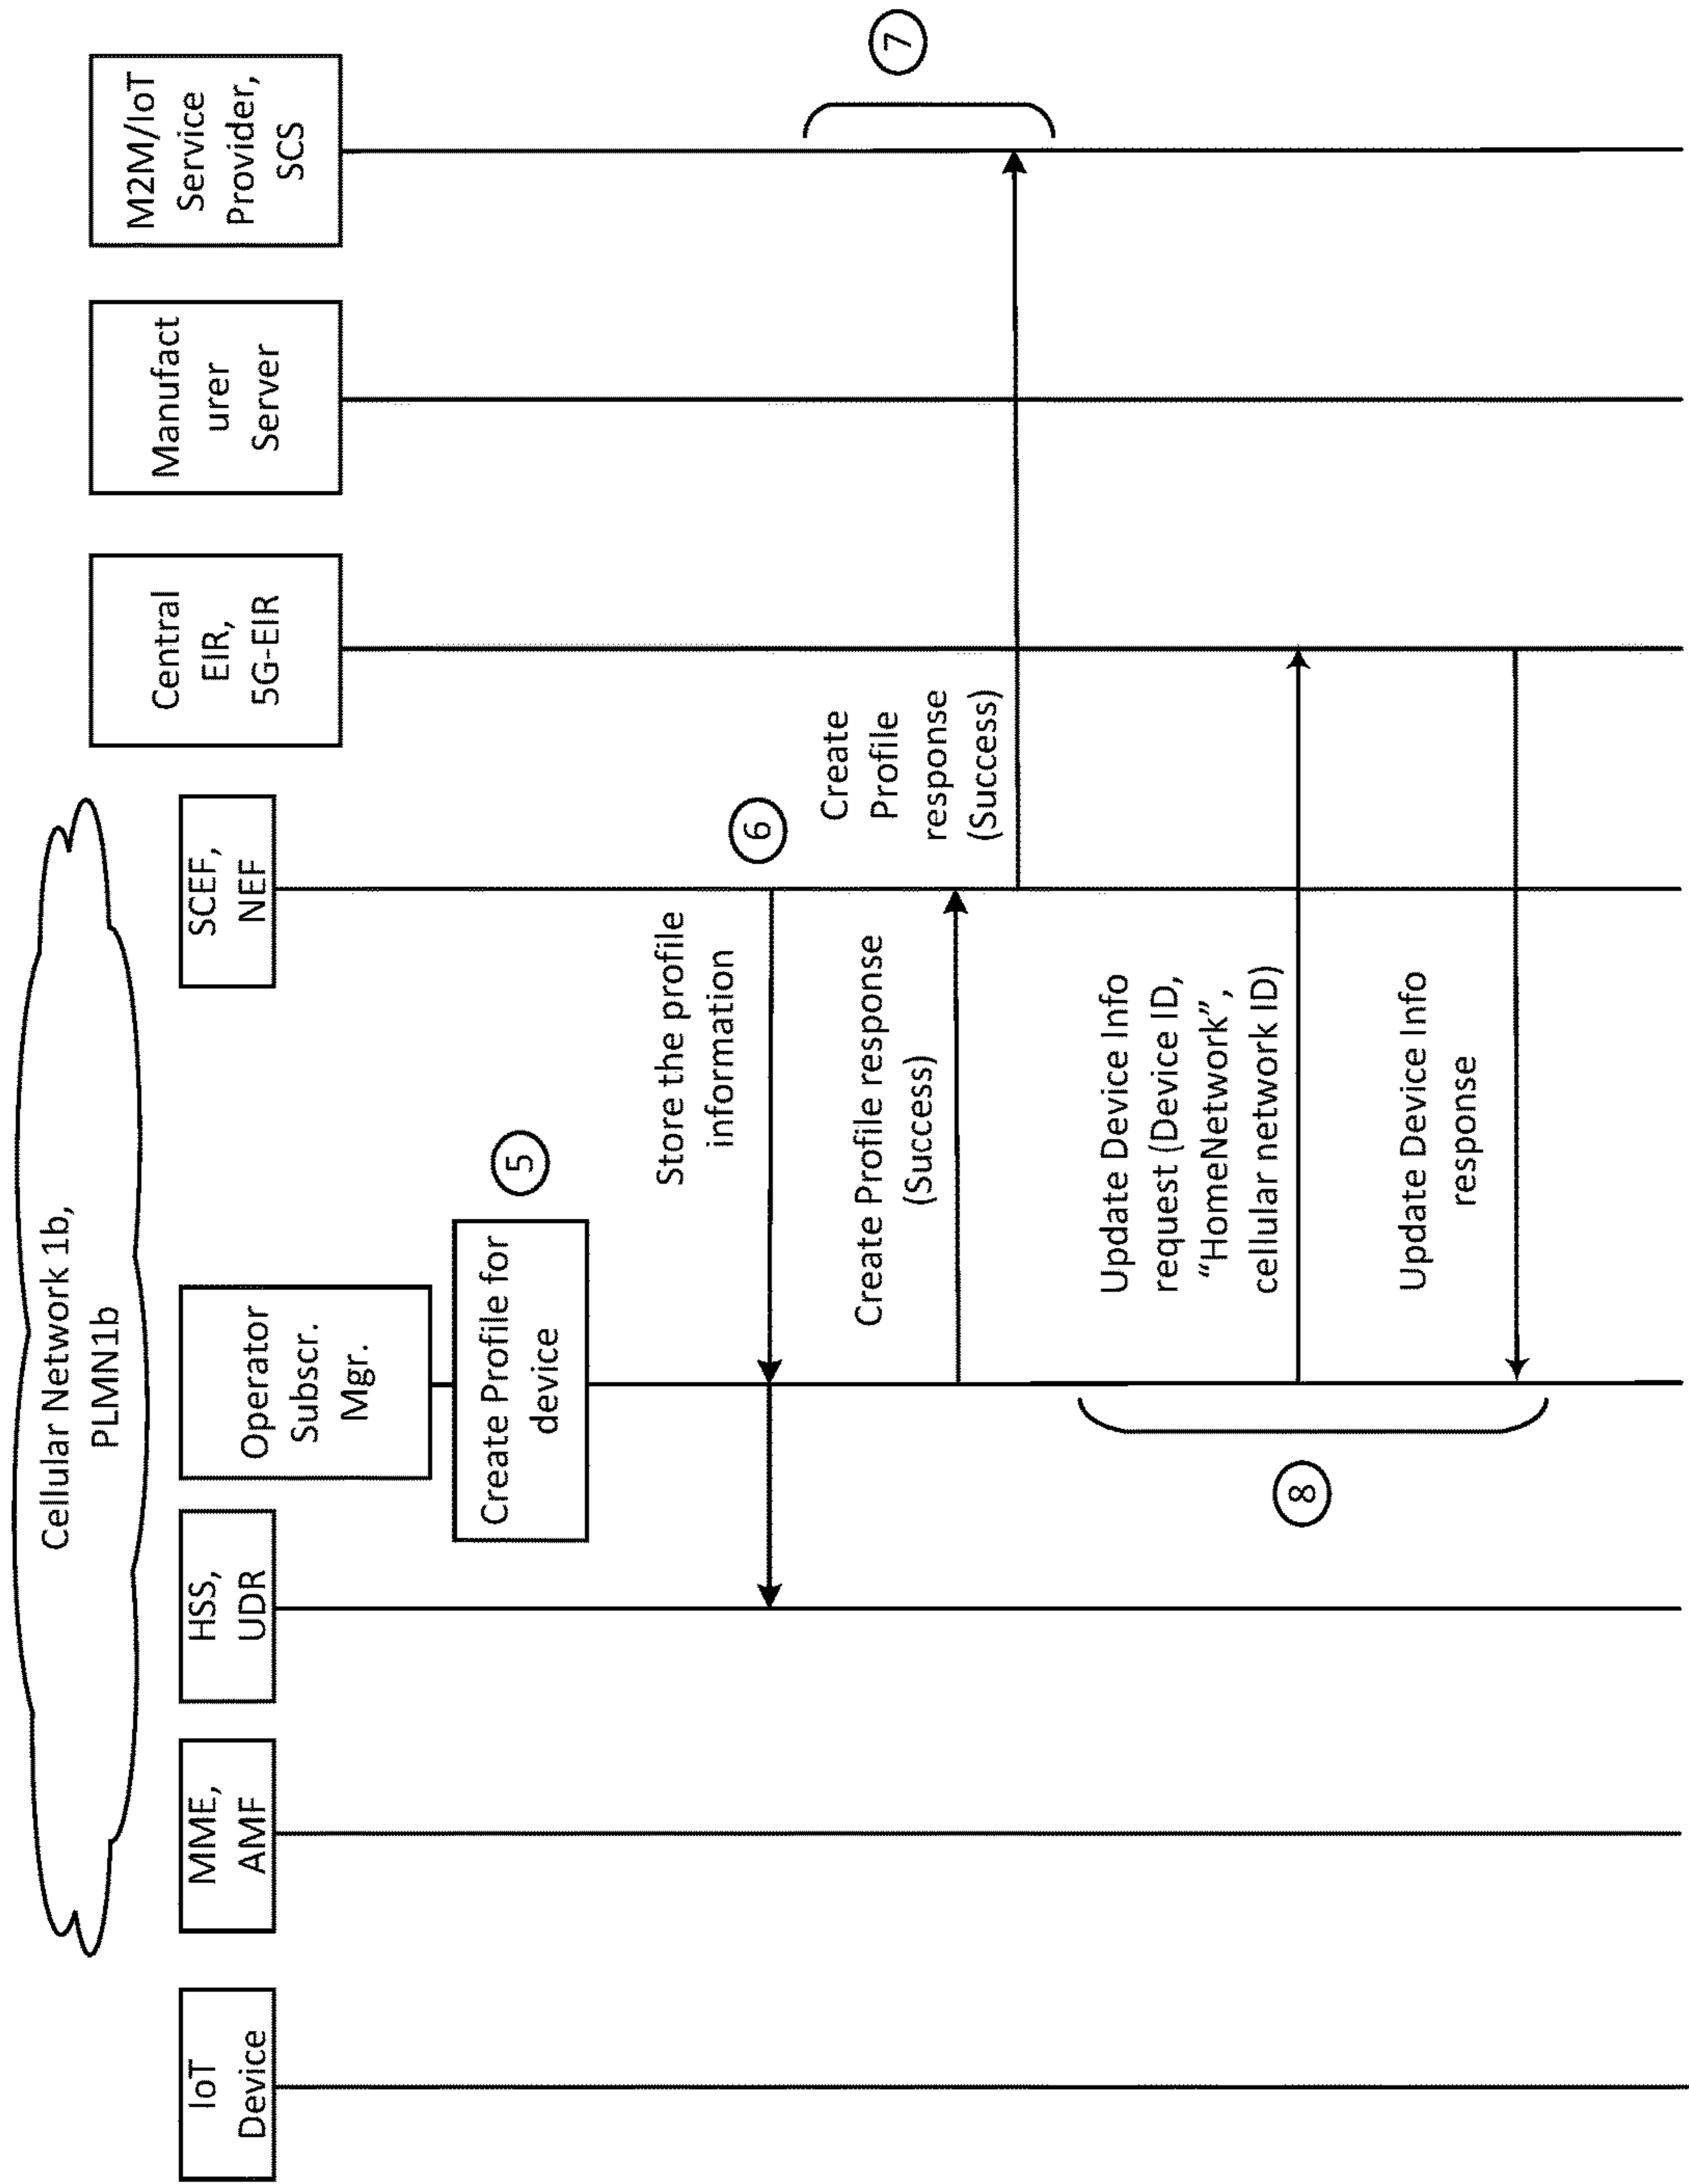 Cellular Network 1b,
PLMN1b
IoT
Device
MME,
AMF
HSS,
UDR
Operator
Subscr.
Mgr.
SCEF,
NEF
Central
EIR,
5G-EIR
Manufact
urer
Server
M2M/IoT
Service
Provider,
SCS
Create Profile for
device
5
Store the profile
information
6
Create Profile response
(Success)
Create
Profile
response
(Success)
7
Update Device Info
request (Device ID,
“HomeNetwork”,
cellular network ID)
8
Update Device Info
response